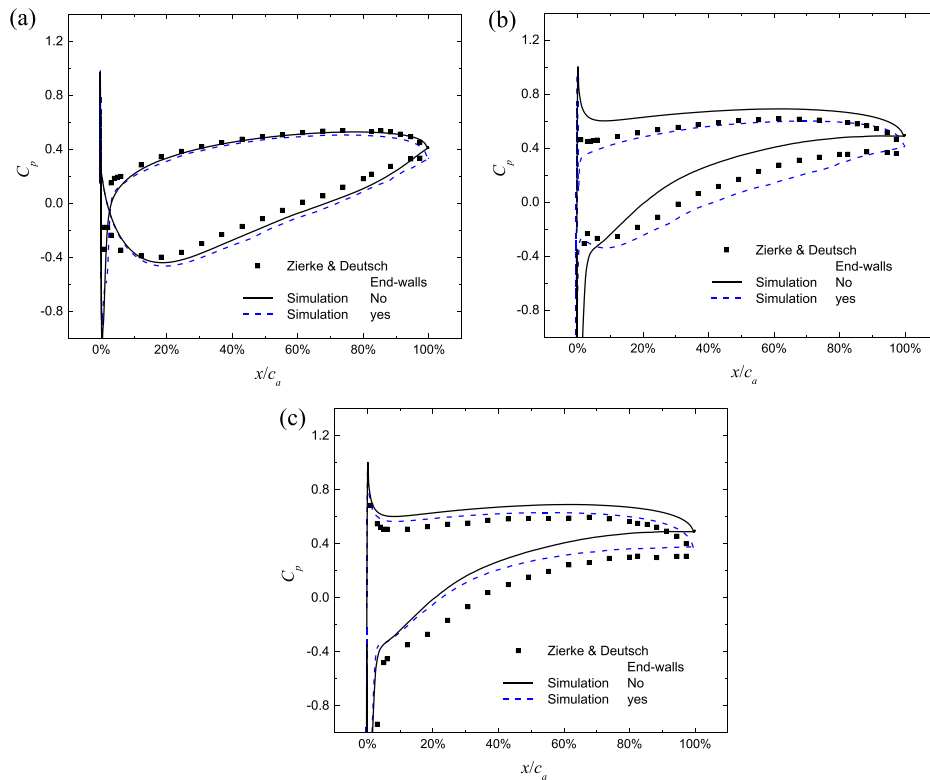 (a)
1.2
0.8
0.4
0.0
-0.4
-0.8
C_p
Zierke & Deutsch
End-walls
Simulation No
Simulation yes
0% 20% 40% 60% 80% 100%
x/c_a
(b)
1.2
0.8
0.4
0.0
-0.4
-0.8
C_p
Zierke & Deutsch
End-walls
Simulation No
Simulation yes
0% 20% 40% 60% 80% 100%
x/c_a
(c)
1.2
0.8
0.4
0.0
-0.4
-0.8
C_p
Zierke & Deutsch
End-walls
Simulation No
Simulation yes
0% 20% 40% 60% 80% 100%
x/c_a